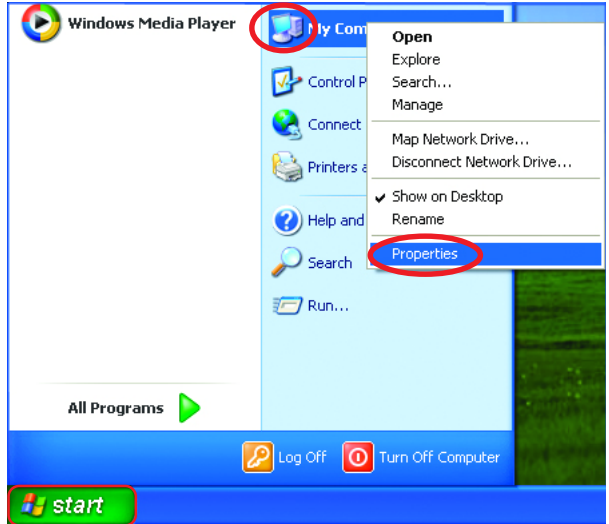 Windows Media Player
My Com
Control P
Connect
Printers a
Help and
Search
Run...
Open
Explore
Search...
Manage
Map Network Drive...
Disconnect Network Drive...
Show on Desktop
Rename
Properties
All Programs
Log Off
Turn Off Computer
start